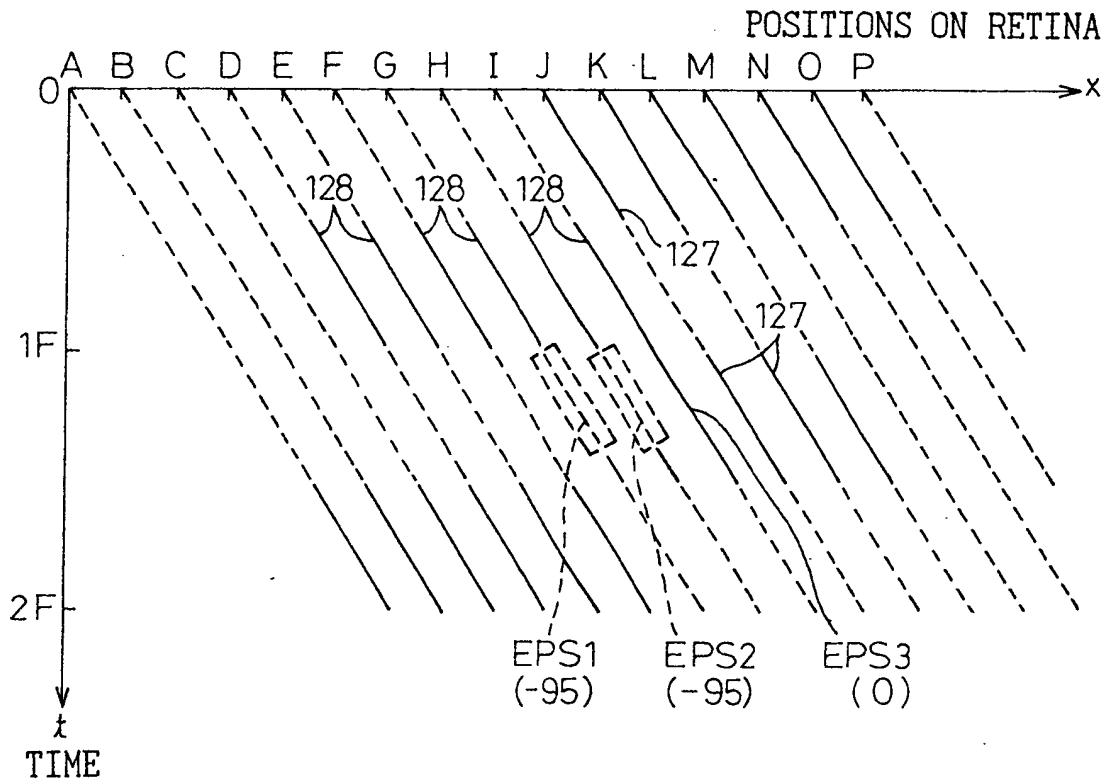 POSITIONS ON RETINA
A B C D E F G H I J K L M N O P
0 x
128 128 128
127
127
1F
2F
EPS1 EPS2 EPS3
(-95) (-95) (0)
t
TIME